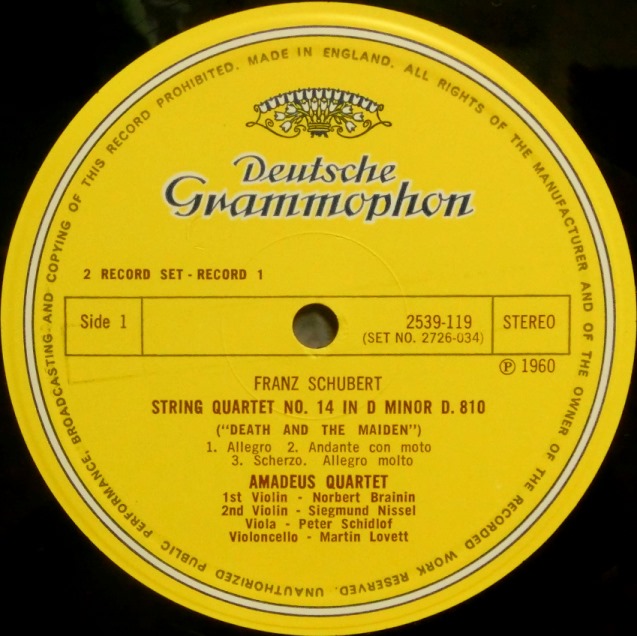 MADE IN ENGLAND. ALL RIGHTS OF THE MANUFACTURER AND OF THE OWNER OF THE RECORDED WORK RESERVED. UNAUTHORIZED PUBLIC PERFORMANCE, BROADCASTING AND COPYING OF THIS RECORD PROHIBITED.
Deutsche
Grammophon
2 RECORD SET - RECORD 1
Side 1 2539-119 STEREO
(SET NO. 2726-034)
℗ 1960
FRANZ SCHUBERT
STRING QUARTET NO. 14 IN D MINOR D. 810
("DEATH AND THE MAIDEN")
1. Allegro 2. Andante con moto
3. Scherzo. Allegro molto
AMADEUS QUARTET
1st Violin - Norbert Brainin
2nd Violin - Siegmund Nissel
Viola - Peter Schidlof
Violoncello - Martin Lovett